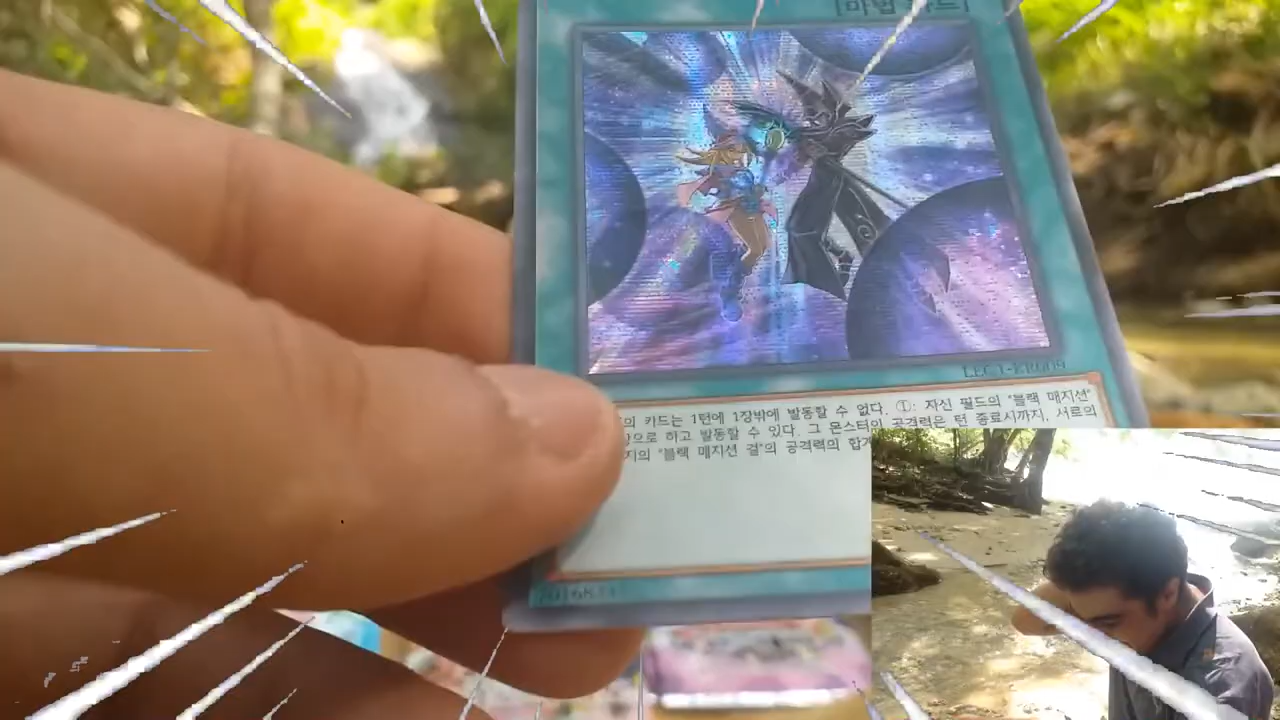 [마법 카드]
LEC1-KR009
의 카드는 1턴에 1장밖에 발동할 수 없다. ①: 자신 필드의 "블랙 매지션"
으로 하고 발동할 수 있다. 그 몬스터의 공격력은 턴 종료시까지, 서로의
지의 "블랙 매지션 걸"의 공격력의 합계